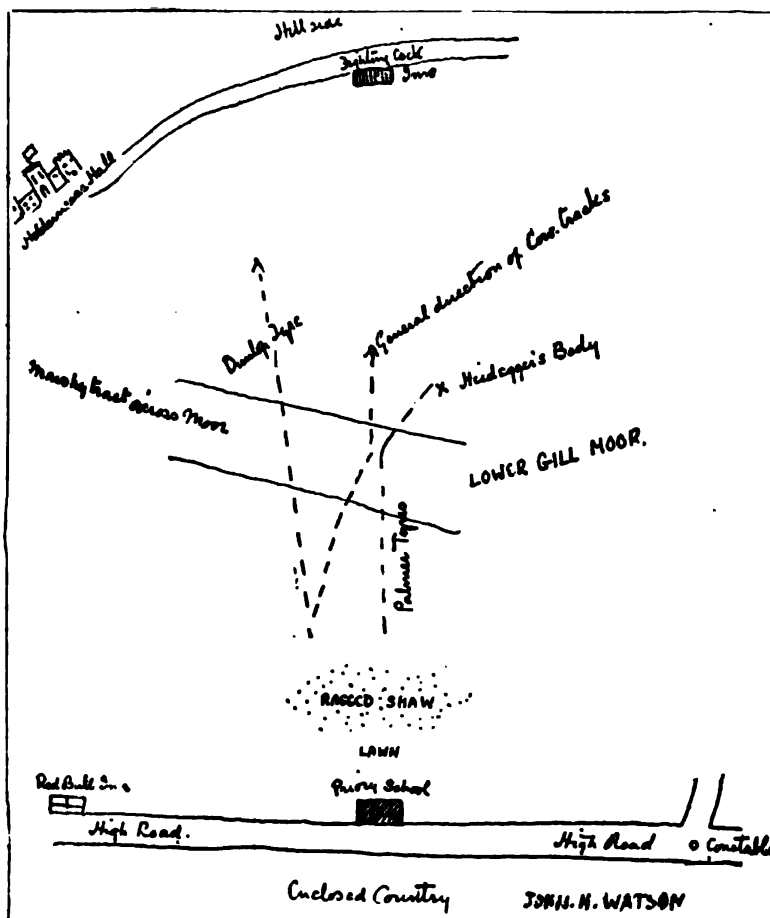 Hill side
Fighting Cock
Inn
Holdernesse Hall
General direction of Cow-tracks
Dunlop Tyre
Heidegger's Body
Marshy tract across Moor
LOWER GILL MOOR.
Palmer Tyres
RAGGED SHAW
LAWN
Red Bull Inn
Priory School
High Road.
High Road
Constable
Enclosed Country
JOHN. H. WATSON